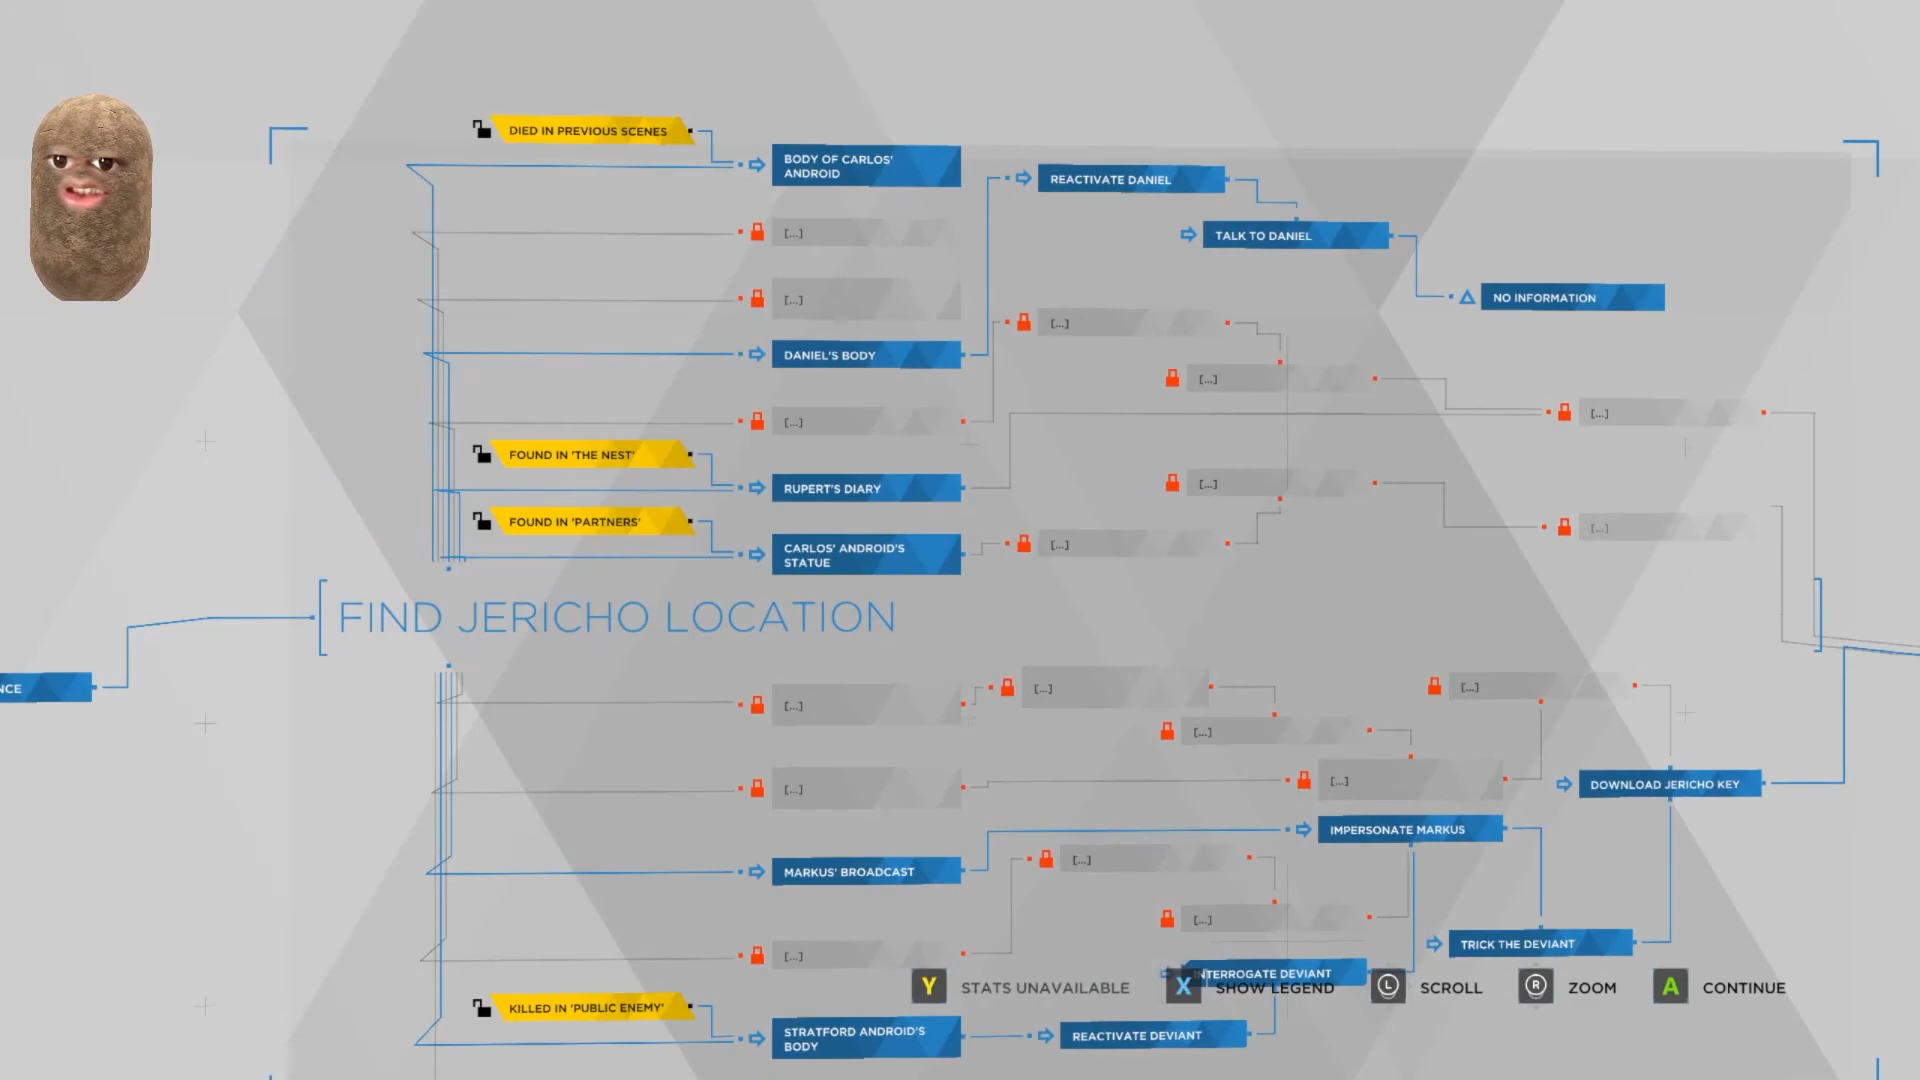 DIED IN PREVIOUS SCENES
BODY OF CARLOS'
ANDROID
REACTIVATE DANIEL
[...]
TALK TO DANIEL
[...]
NO INFORMATION
[...]
DANIEL'S BODY
[...]
[...]
[...]
FOUND IN 'THE NEST'
RUPERT'S DIARY
[...]
FOUND IN 'PARTNERS'
[...]
CARLOS' ANDROID'S
STATUE
[...]
FIND JERICHO LOCATION
NCE
[...]
[...]
[...]
[...]
[...]
[...]
DOWNLOAD JERICHO KEY
IMPERSONATE MARKUS
MARKUS' BROADCAST
[...]
[...]
TRICK THE DEVIANT
[...]
INTERROGATE DEVIANT
Y STATS UNAVAILABLE X SHOW LEGEND L SCROLL R ZOOM A CONTINUE
KILLED IN 'PUBLIC ENEMY'
STRATFORD ANDROID'S
BODY
REACTIVATE DEVIANT